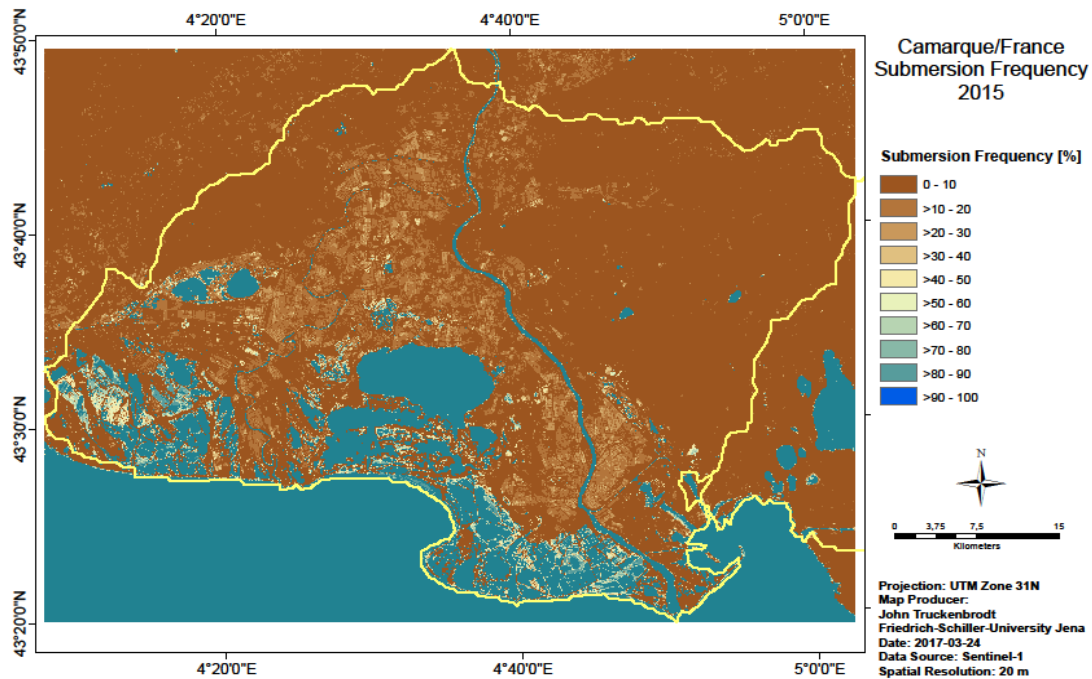 4°20'0"E 4°40'0"E 5°0'0"E
43°50'0"N
43°40'0"N
43°30'0"N
43°20'0"N
4°20'0"E 4°40'0"E 5°0'0"E
Camarque/France
Submersion Frequency
2015
Submersion Frequency [%]
0 - 10
>10 - 20
>20 - 30
>30 - 40
>40 - 50
>50 - 60
>60 - 70
>70 - 80
>80 - 90
>90 - 100
N
0 3,75 7,5 15
Kilometers
Projection: UTM Zone 31N
Map Producer:
John Truckenbrodt
Friedrich-Schiller-University Jena
Date: 2017-03-24
Data Source: Sentinel-1
Spatial Resolution: 20 m